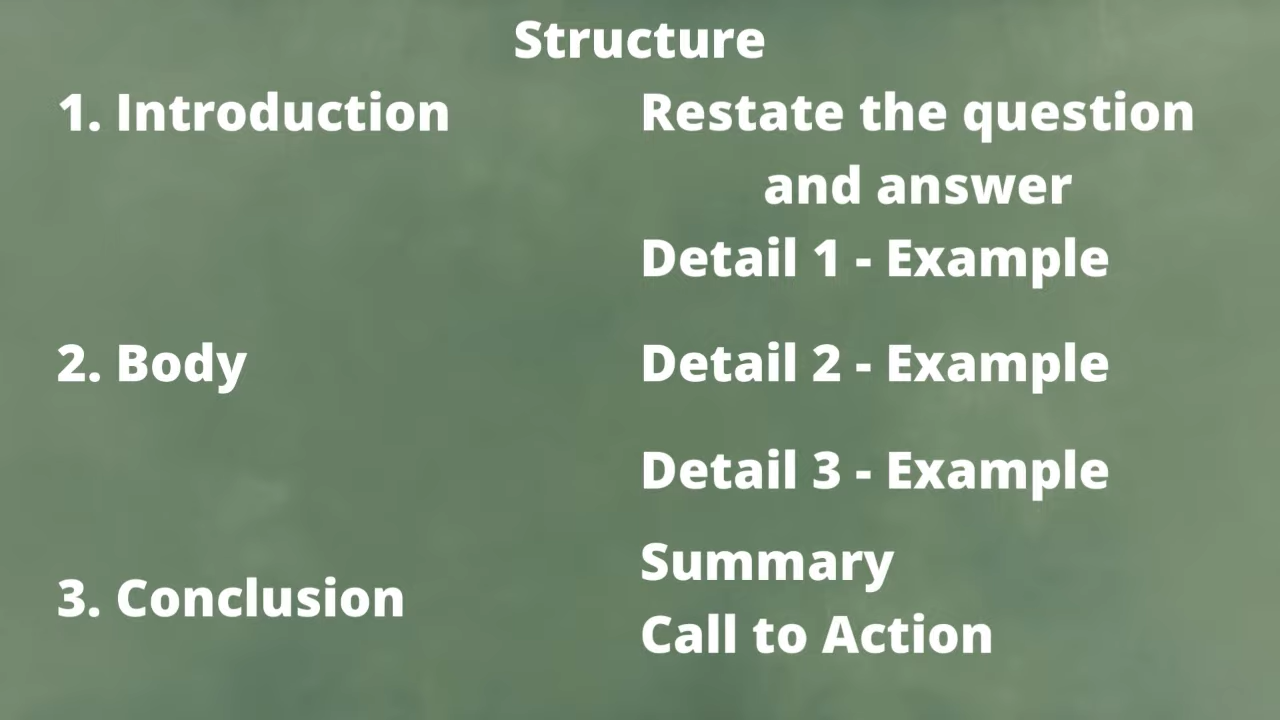 Structure
1. Introduction
Restate the question
and answer
Detail 1 - Example
2. Body
Detail 2 - Example
Detail 3 - Example
3. Conclusion
Summary
Call to Action